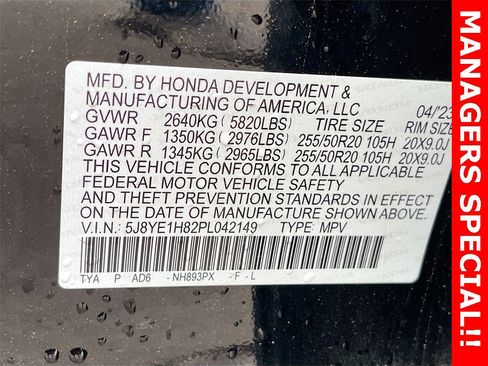 MFD. BY HONDA DEVELOPMENT &
MANUFACTURING OF AMERICA, LLC 04/23
GVWR 2640KG (5820LBS) TIRE SIZE RIM SIZE
GAWR F 1350KG (2976LBS) 255/50R20 105H 20X9.0J
GAWR R 1345KG (2965LBS) 255/50R20 105H 20X9.0J
THIS VEHICLE CONFORMS TO ALL APPLICABLE
FEDERAL MOTOR VEHICLE SAFETY
AND THEFT PREVENTION STANDARDS IN EFFECT
ON THE DATE OF MANUFACTURE SHOWN ABOVE.
V.I.N.: 5J8YE1H82PL042149 TYPE: MPV
TYA P AD6 -NH893PX -F -L
MANAGERS SPECIAL!!